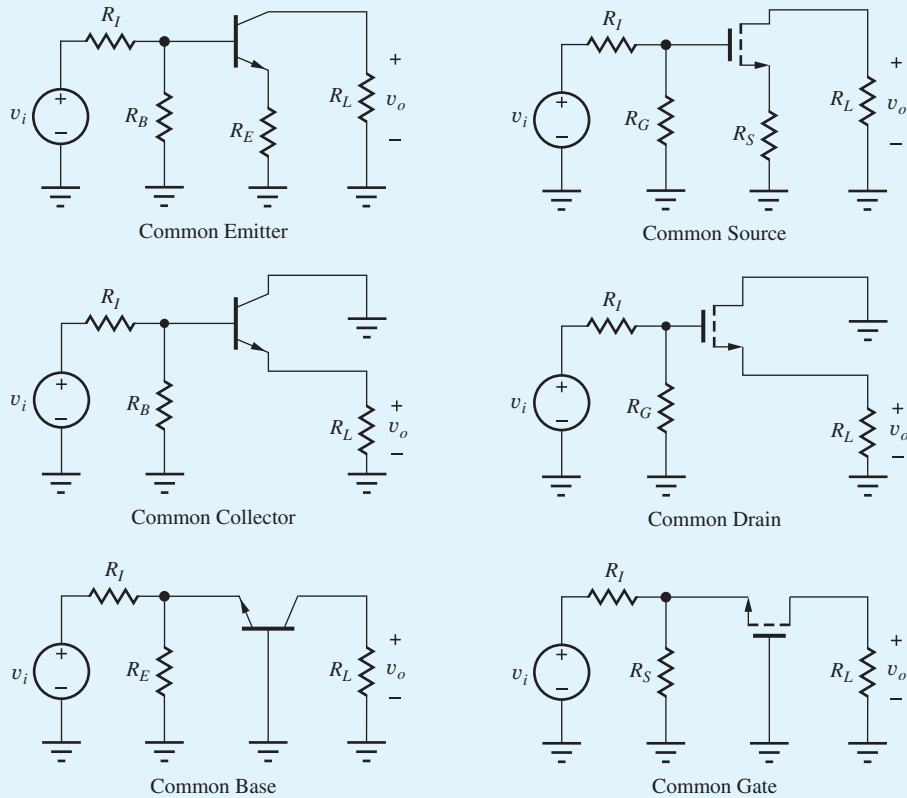 R_I
v_i
+
−
R_B
R_E
R_L
+
v_o
−
Common Emitter
R_I
v_i
+
−
R_G
R_S
R_L
+
v_o
−
Common Source
R_I
v_i
+
−
R_B
R_L
+
v_o
−
Common Collector
R_I
v_i
+
−
R_G
R_L
+
v_o
−
Common Drain
R_I
v_i
+
−
R_E
R_L
+
v_o
−
Common Base
R_I
v_i
+
−
R_S
R_L
+
v_o
−
Common Gate